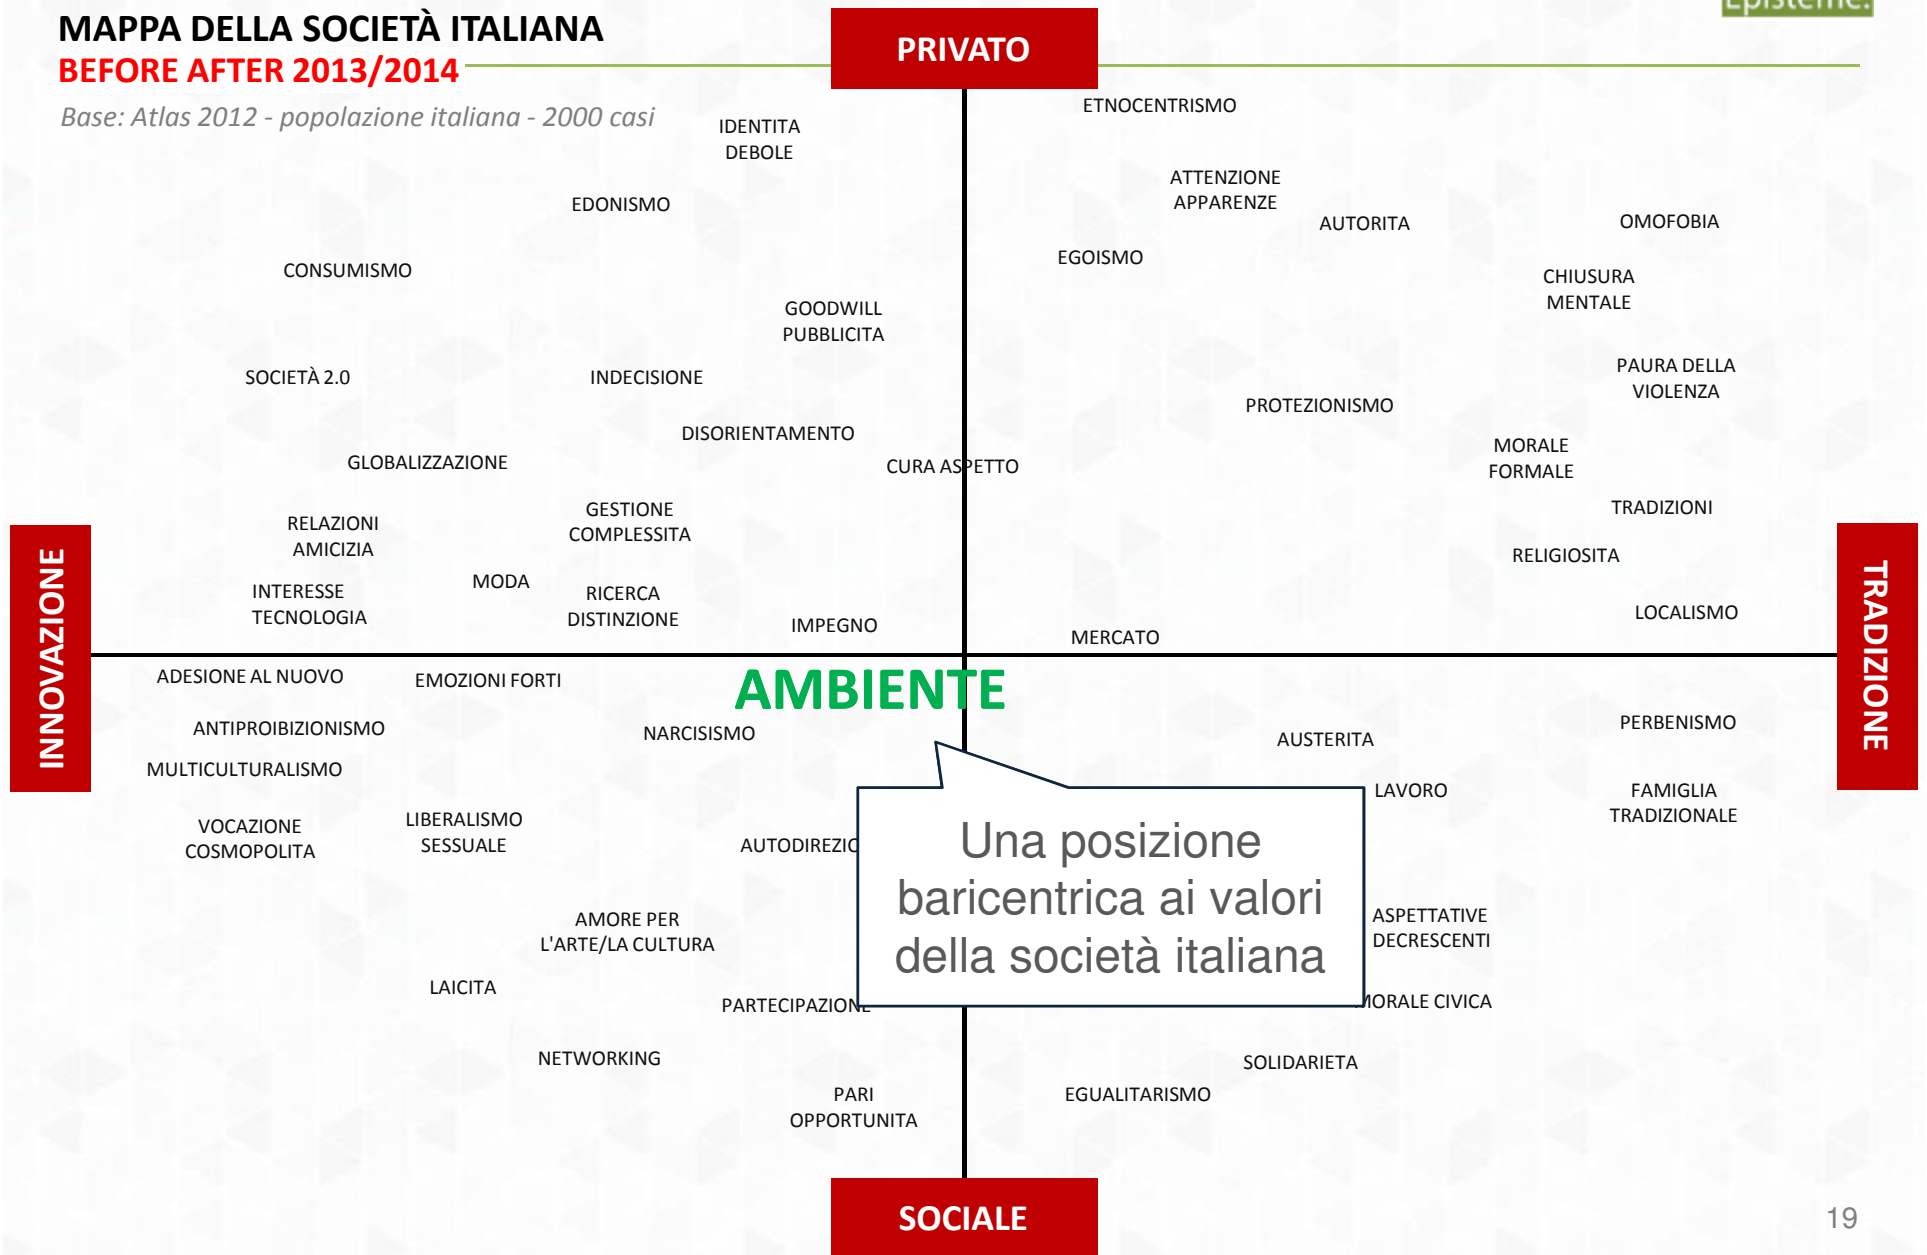 Episteme.
MAPPA DELLA SOCIETÀ ITALIANA
BEFORE AFTER 2013/2014
Base: Atlas 2012 - popolazione italiana - 2000 casi
PRIVATO
ETNOCENTRISMO
IDENTITA
DEBOLE
ATTENZIONE
APPARENZE
EDONISMO
AUTORITA
OMOFOBIA
EGOISMO
CONSUMISMO
CHIUSURA
MENTALE
GOODWILL
PUBBLICITA
SOCIETÀ 2.0
INDECISIONE
PAURA DELLA
VIOLENZA
PROTEZIONISMO
DISORIENTAMENTO
GLOBALIZZAZIONE
CURA ASPETTO
MORALE
FORMALE
RELAZIONI
AMICIZIA
GESTIONE
COMPLESSITA
TRADIZIONI
RELIGIOSITA
INTERESSE
TECNOLOGIA
MODA
RICERCA
DISTINZIONE
IMPEGNO
MERCATO
LOCALISMO
INNOVAZIONE
TRADIZIONE
ADESIONE AL NUOVO
EMOZIONI FORTI
AMBIENTE
ANTIPROIBIZIONISMO
NARCISISMO
AUSTERITA
PERBENISMO
MULTICULTURALISMO
LAVORO
FAMIGLIA
TRADIZIONALE
VOCAZIONE
COSMOPOLITA
LIBERALISMO
SESSUALE
AUTODIREZIO
Una posizione
baricentrica ai valori
della società italiana
AMORE PER
L'ARTE/LA CULTURA
ASPETTATIVE
DECRESCENTI
LAICITA
PARTECIPAZIONE
MORALE CIVICA
NETWORKING
SOLIDARIETA
PARI
OPPORTUNITA
EGUALITARISMO
SOCIALE
19